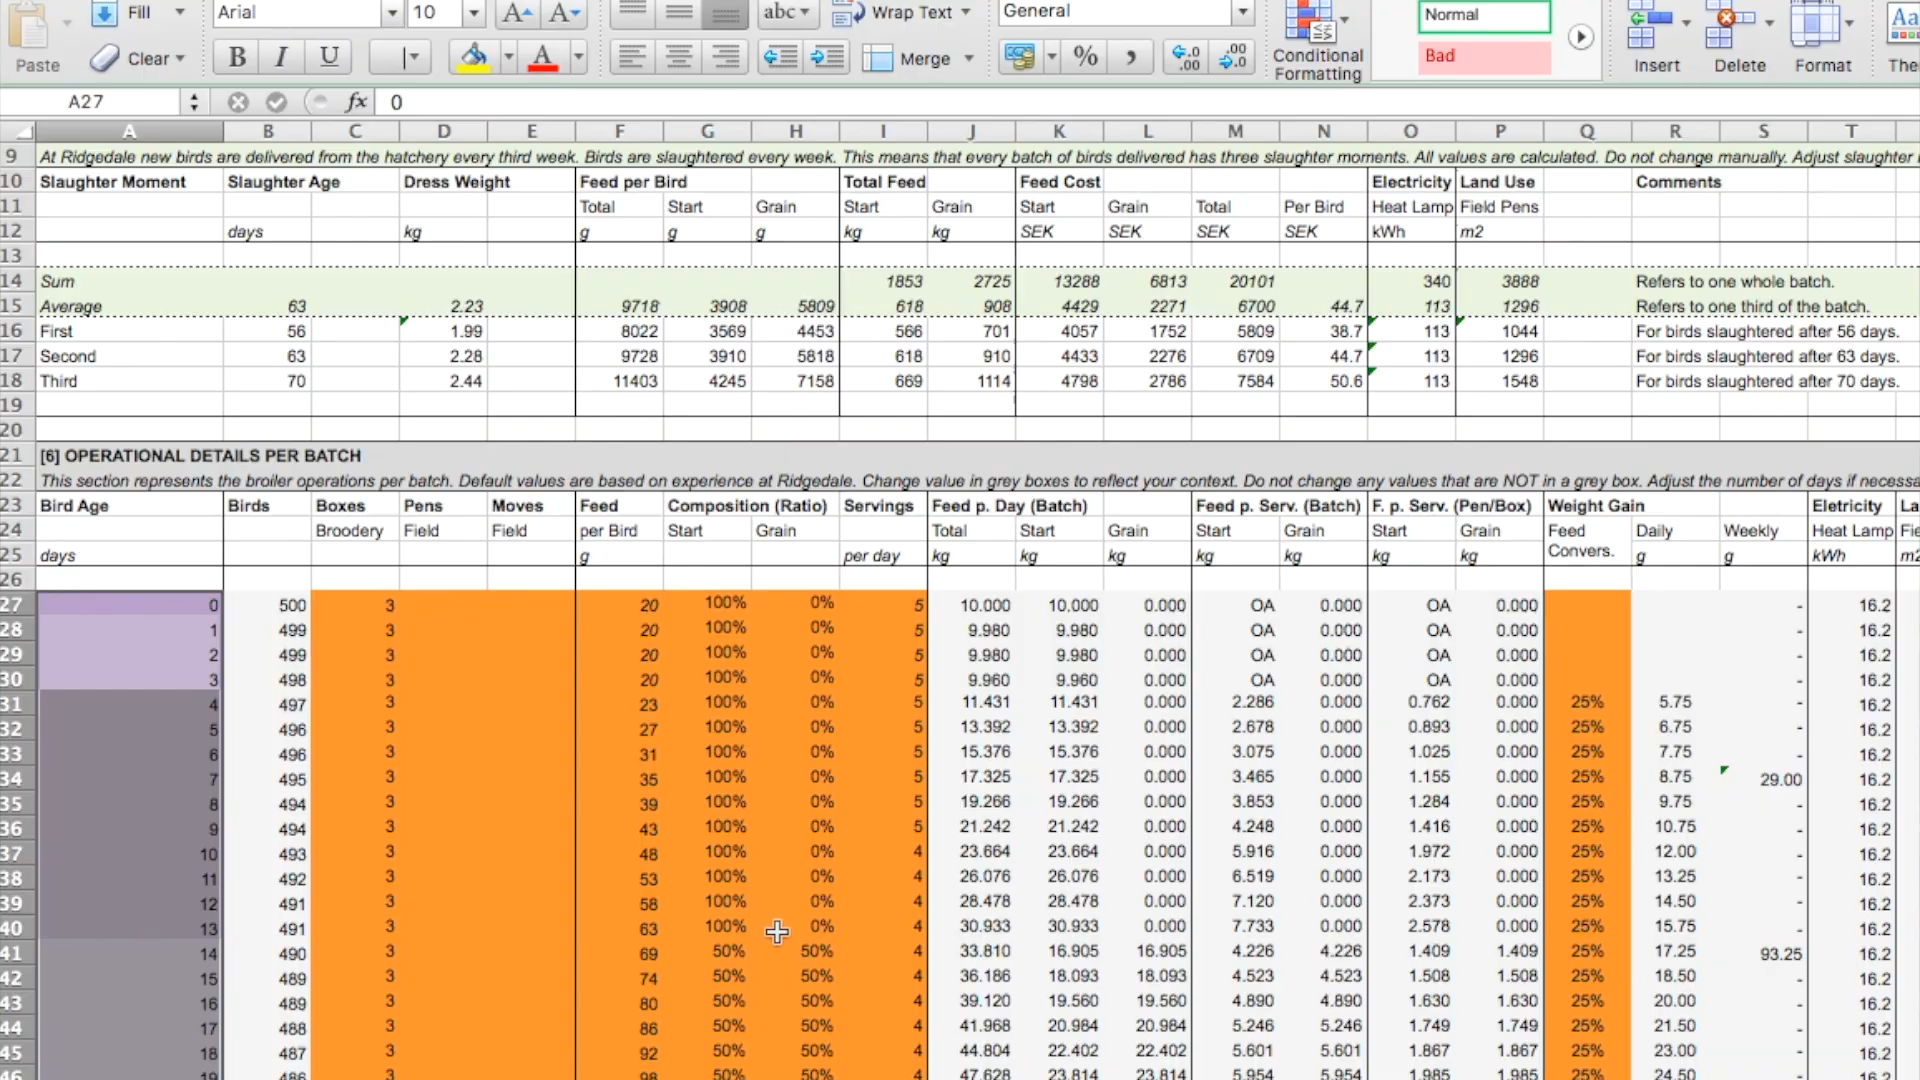 Fill Arial 10 abc Wrap Text General Normal
Paste Clear B I U Merge % Conditional Formatting Bad Insert Delete Format
A27 fx 0
A B C D E F G H I J K L M N O P Q R S T
9 At Ridgedale new birds are delivered from the hatchery every third week. Birds are slaughtered every week. This means that every batch of birds delivered has three slaughter moments. All values are calculated. Do not change manually. Adjust slaughter
10 Slaughter Moment Slaughter Age Dress Weight Feed per Bird Total Feed Feed Cost Electricity Land Use Comments
11 Total Start Grain Start Grain Start Grain Total Per Bird Heat Lamp Field Pens
12 days kg g g g kg kg SEK SEK SEK SEK kWh m2
13
14 Sum 1853 2725 13288 6813 20101 340 3888 Refers to one whole batch.
15 Average 63 2.23 9718 3908 5809 618 908 4429 2271 6700 44.7 113 1296 Refers to one third of the batch.
16 First 56 1.99 8022 3569 4453 566 701 4057 1752 5809 38.7 113 1044 For birds slaughtered after 56 days.
17 Second 63 2.28 9728 3910 5818 618 910 4433 2276 6709 44.7 113 1296 For birds slaughtered after 63 days.
18 Third 70 2.44 11403 4245 7158 669 1114 4798 2786 7584 50.6 113 1548 For birds slaughtered after 70 days.
19
20
21 [6] OPERATIONAL DETAILS PER BATCH
22 This section represents the broiler operations per batch. Default values are based on experience at Ridgedale. Change value in grey boxes to reflect your context. Do not change any values that are NOT in a grey box. Adjust the number of days if necessa
23 Bird Age Birds Boxes Pens Moves Feed Composition (Ratio) Servings Feed p. Day (Batch) Feed p. Serv. (Batch) F. p. Serv. (Pen/Box) Weight Gain Eletricity La
24 Broodery Field Field per Bird Start Grain Total Start Grain Start Grain Start Grain Feed Convers. Daily Weekly Heat Lamp Fie
25 days g per day kg kg kg kg kg kg kg g g kWh m2
26
27 0 500 3 20 100% 0% 5 10.000 10.000 0.000 OA 0.000 OA 0.000 - 16.2
28 1 499 3 20 100% 0% 5 9.980 9.980 0.000 OA 0.000 OA 0.000 - 16.2
29 2 499 3 20 100% 0% 5 9.980 9.980 0.000 OA 0.000 OA 0.000 - 16.2
30 3 498 3 20 100% 0% 5 9.960 9.960 0.000 OA 0.000 OA 0.000 - 16.2
31 4 497 3 23 100% 0% 5 11.431 11.431 0.000 2.286 0.000 0.762 0.000 25% 5.75 - 16.2
32 5 496 3 27 100% 0% 5 13.392 13.392 0.000 2.678 0.000 0.893 0.000 25% 6.75 - 16.2
33 6 496 3 31 100% 0% 5 15.376 15.376 0.000 3.075 0.000 1.025 0.000 25% 7.75 - 16.2
34 7 495 3 35 100% 0% 5 17.325 17.325 0.000 3.465 0.000 1.155 0.000 25% 8.75 29.00 16.2
35 8 494 3 39 100% 0% 5 19.266 19.266 0.000 3.853 0.000 1.284 0.000 25% 9.75 - 16.2
36 9 494 3 43 100% 0% 5 21.242 21.242 0.000 4.248 0.000 1.416 0.000 25% 10.75 - 16.2
37 10 493 3 48 100% 0% 4 23.664 23.664 0.000 5.916 0.000 1.972 0.000 25% 12.00 - 16.2
38 11 492 3 53 100% 0% 4 26.076 26.076 0.000 6.519 0.000 2.173 0.000 25% 13.25 - 16.2
39 12 491 3 58 100% 0% 4 28.478 28.478 0.000 7.120 0.000 2.373 0.000 25% 14.50 - 16.2
40 13 491 3 63 100% 0% 4 30.933 30.933 0.000 7.733 0.000 2.578 0.000 25% 15.75 - 16.2
41 14 490 3 69 50% 50% 4 33.810 16.905 16.905 4.226 4.226 1.409 1.409 25% 17.25 93.25 16.2
42 15 489 3 74 50% 50% 4 36.186 18.093 18.093 4.523 4.523 1.508 1.508 25% 18.50 - 16.2
43 16 489 3 80 50% 50% 4 39.120 19.560 19.560 4.890 4.890 1.630 1.630 25% 20.00 - 16.2
44 17 488 3 86 50% 50% 4 41.968 20.984 20.984 5.246 5.246 1.749 1.749 25% 21.50 - 16.2
45 18 487 3 92 50% 50% 4 44.804 22.402 22.402 5.601 5.601 1.867 1.867 25% 23.00 - 16.2
46 19 486 3 98 50% 50% 4 47.628 23.814 23.814 5.954 5.954 1.985 1.985 25% 24.50 - 16.2